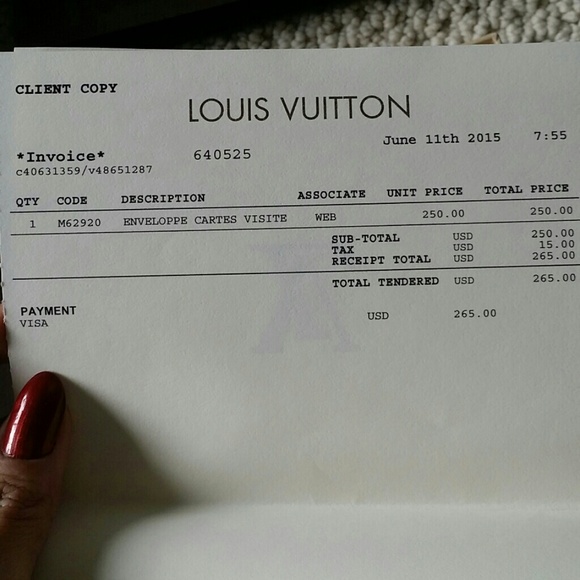 CLIENT COPY
LOUIS VUITTON
June 11th 2015 7:55
*Invoice* 640525
c40631359/v48651287
QTY CODE DESCRIPTION ASSOCIATE UNIT PRICE TOTAL PRICE
1 M62920 ENVELOPPE CARTES VISITE WEB 250.00 250.00
SUB-TOTAL USD 250.00
TAX USD 15.00
RECEIPT TOTAL USD 265.00
TOTAL TENDERED USD 265.00
PAYMENT
VISA USD 265.00